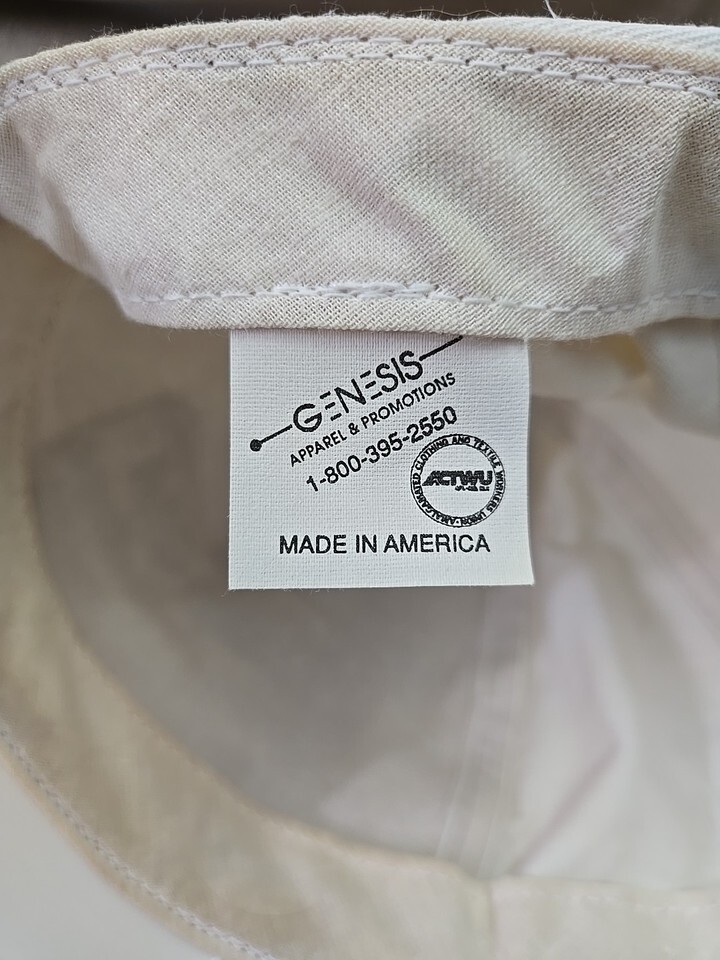 GENESIS
APPAREL & PROMOTIONS
1-800-395-2550
AMALGAMATED CLOTHING AND TEXTILE WORKERS UNION
ACTWU
MADE IN AMERICA